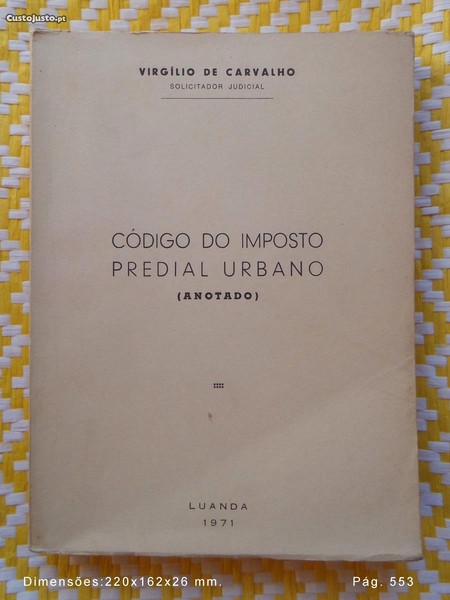 CustoJusto.pt
VIRGÍLIO DE CARVALHO
SOLICITADOR JUDICIAL
CÓDIGO DO IMPOSTO
PREDIAL URBANO
(ANOTADO)
LUANDA
1971
Dimensões:220x162x26 mm. Pág. 553